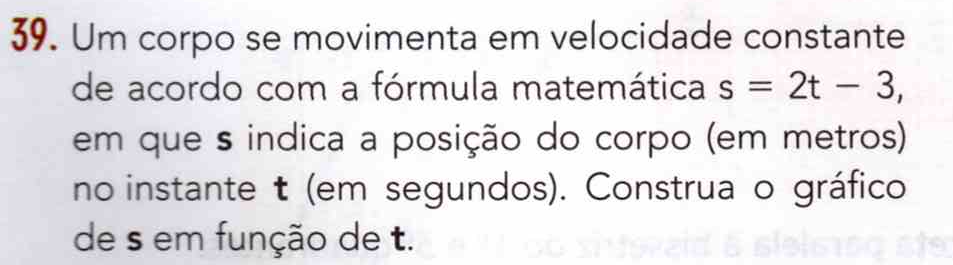 39. Um corpo se movimenta em velocidade constante
de acordo com a fórmula matemática s = 2t − 3,
em que s indica a posição do corpo (em metros)
no instante t (em segundos). Construa o gráfico
de s em função de t.